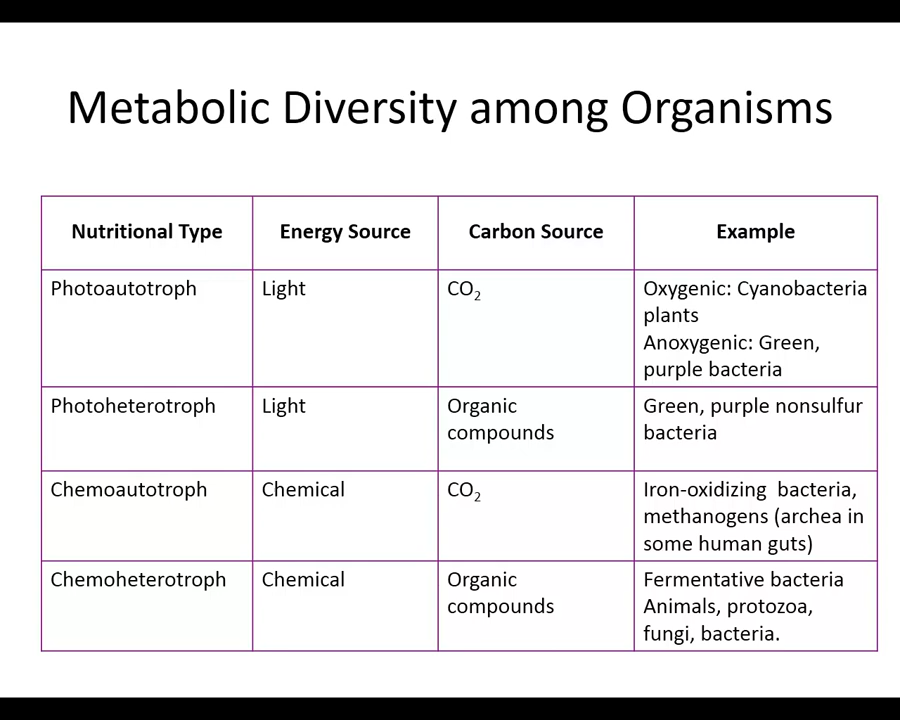 Metabolic Diversity among Organisms
Nutritional Type
Energy Source
Carbon Source
Example
Photoautotroph
Light
CO₂
Oxygenic: Cyanobacteria
plants
Anoxygenic: Green,
purple bacteria
Photoheterotroph
Light
Organic
compounds
Green, purple nonsulfur
bacteria
Chemoautotroph
Chemical
CO₂
Iron-oxidizing bacteria,
methanogens (archea in
some human guts)
Chemoheterotroph
Chemical
Organic
compounds
Fermentative bacteria
Animals, protozoa,
fungi, bacteria.